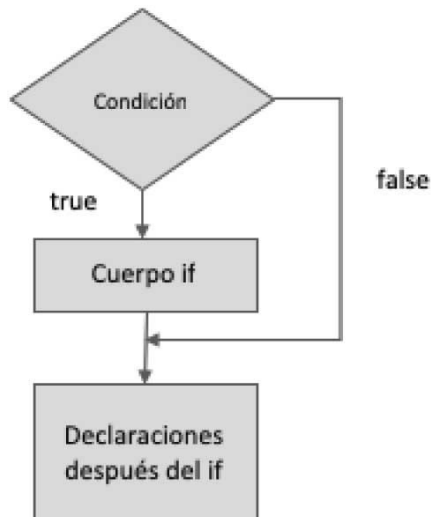 Condición
true
false
Cuerpo if
Declaraciones
después del if